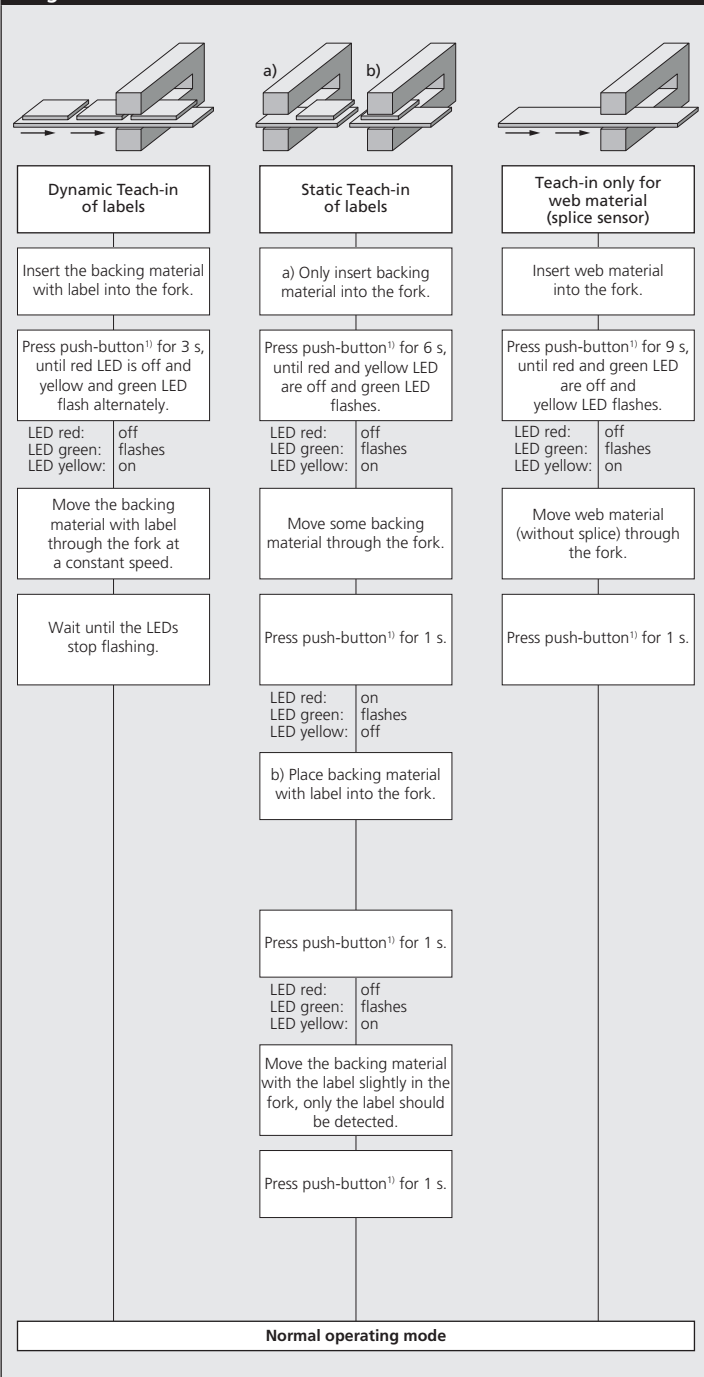 a)
b)
Dynamic Teach-in
of labels
Insert the backing material
with label into the fork.
Press push-button¹⁾ for 3 s,
until red LED is off and
yellow and green LED
flash alternately.
LED red: off
LED green: flashes
LED yellow: on
Move the backing
material with label
through the fork at
a constant speed.
Wait until the LEDs
stop flashing.
Static Teach-in
of labels
a) Only insert backing
material into the fork.
Press push-button¹⁾ for 6 s,
until red and yellow LED
are off and green LED
flashes.
LED red: off
LED green: flashes
LED yellow: on
Move some backing
material through the fork.
Press push-button¹⁾ for 1 s.
LED red: on
LED green: flashes
LED yellow: off
b) Place backing material
with label into the fork.
Press push-button¹⁾ for 1 s.
LED red: off
LED green: flashes
LED yellow: on
Move the backing material
with the label slightly in the
fork, only the label should
be detected.
Press push-button¹⁾ for 1 s.
Teach-in only for
web material
(splice sensor)
Insert web material
into the fork.
Press push-button¹⁾ for 9 s,
until red and green LED
are off and
yellow LED flashes.
LED red: off
LED green: flashes
LED yellow: on
Move web material
(without splice) through
the fork.
Press push-button¹⁾ for 1 s.
Normal operating mode